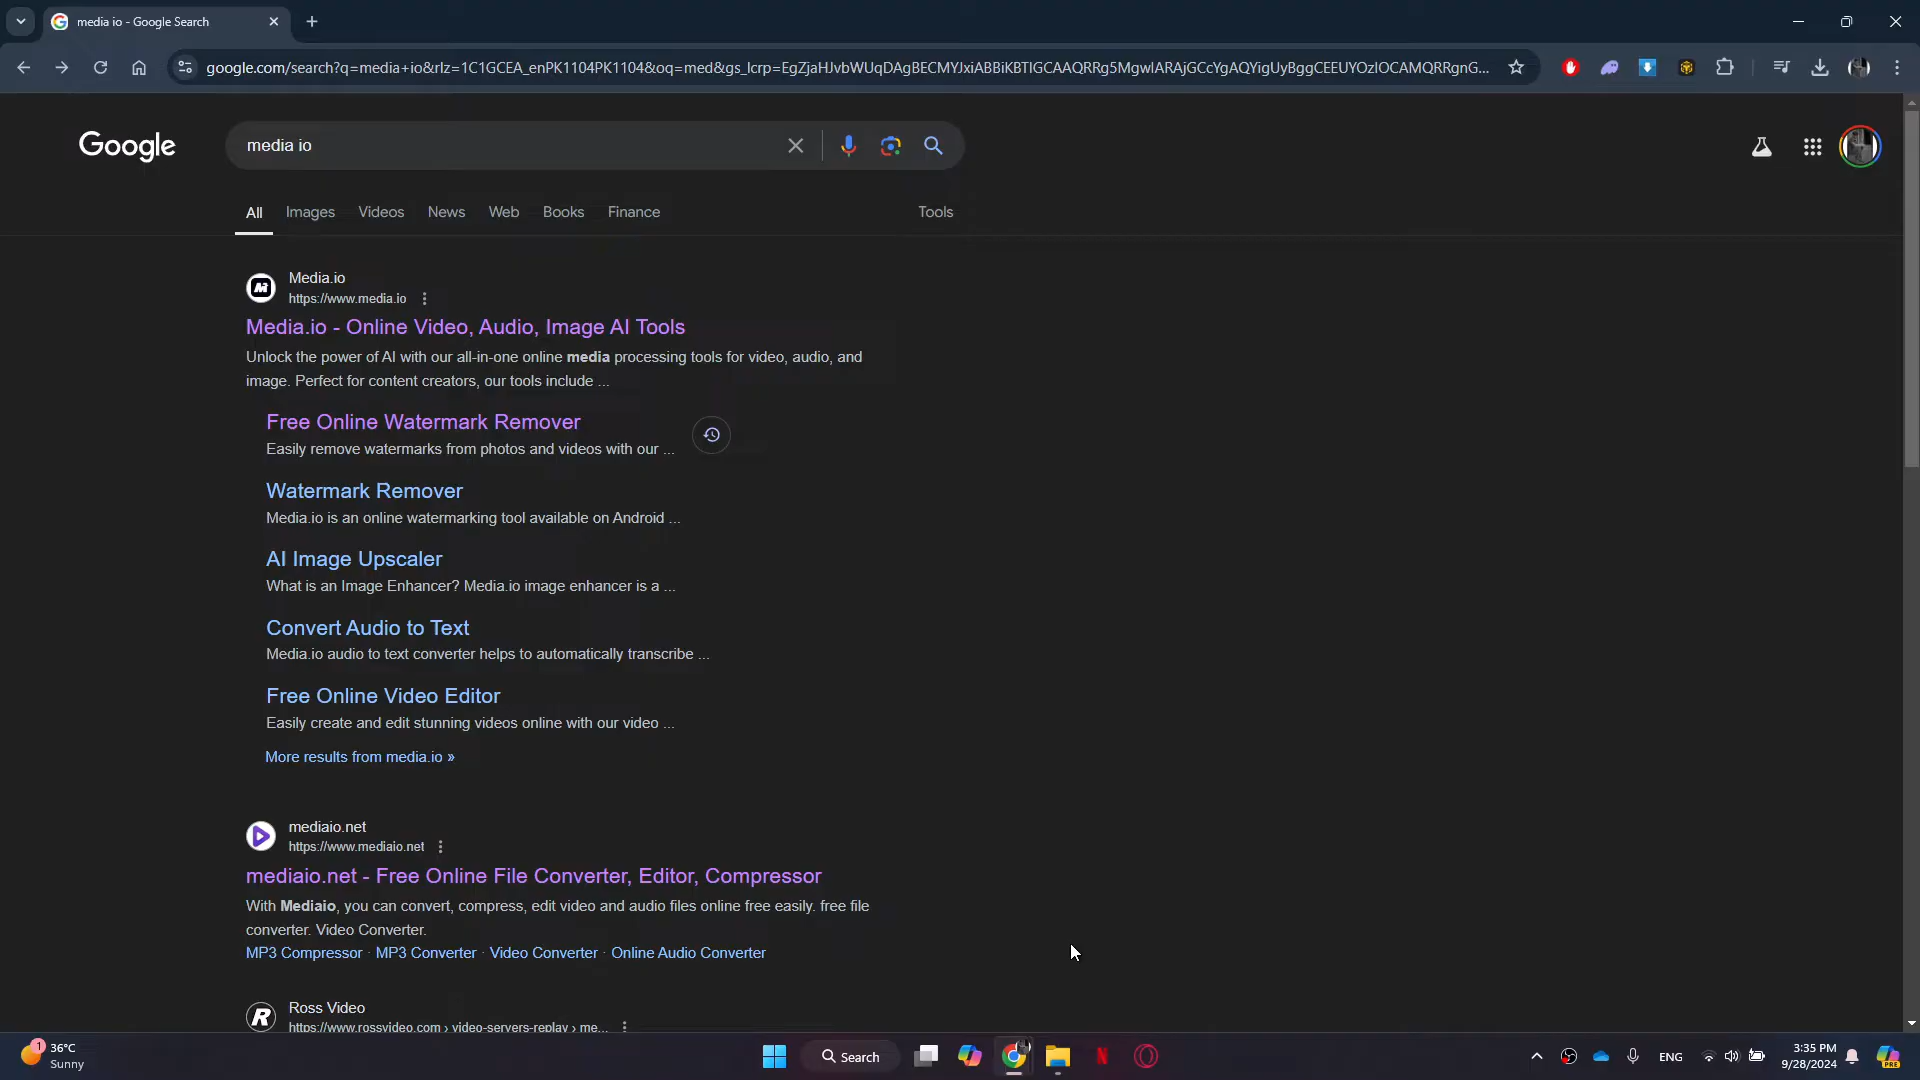 media io - Google Search
google.com/search?q=media+io&rlz=1C1GCEA_enPK1104PK1104&oq=med&gs_lcrp=EgZjaHJvbWUqDAgBECMYJxiABBiKBTIGCAAQRRg5MgwIARAjGCcYgAQYigUyBggCEEUYOzIOCAMQRRgnG...
Google
media io
All
Images
Videos
News
Web
Books
Finance
Tools
Media.io
https://www.media.io
Media.io - Online Video, Audio, Image AI Tools
Unlock the power of AI with our all-in-one online media processing tools for video, audio, and
image. Perfect for content creators, our tools include ...
Free Online Watermark Remover
Easily remove watermarks from photos and videos with our ...
Watermark Remover
Media.io is an online watermarking tool available on Android ...
AI Image Upscaler
What is an Image Enhancer? Media.io image enhancer is a ...
Convert Audio to Text
Media.io audio to text converter helps to automatically transcribe ...
Free Online Video Editor
Easily create and edit stunning videos online with our video ...
More results from media.io »
mediaio.net
https://www.mediaio.net
mediaio.net - Free Online File Converter, Editor, Compressor
With Mediaio, you can convert, compress, edit video and audio files online free easily. free file
converter. Video Converter.
MP3 Compressor · MP3 Converter · Video Converter · Online Audio Converter
R
Ross Video
https://www.rossvideo.com › video-servers-replay › me...
1
36°C
Sunny
Search
N
ENG
3:35 PM
9/28/2024
PRE